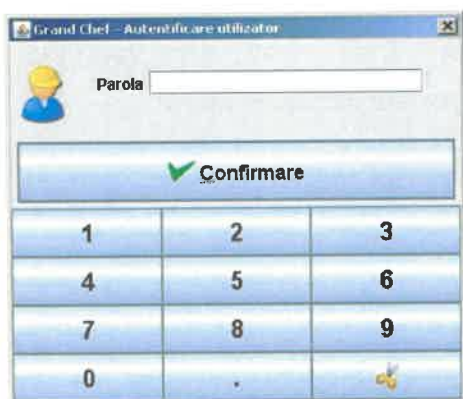 Grand Chef - Autentificare utilizator
Parola
Confirmare
1 2 3
4 5 6
7 8 9
0 .